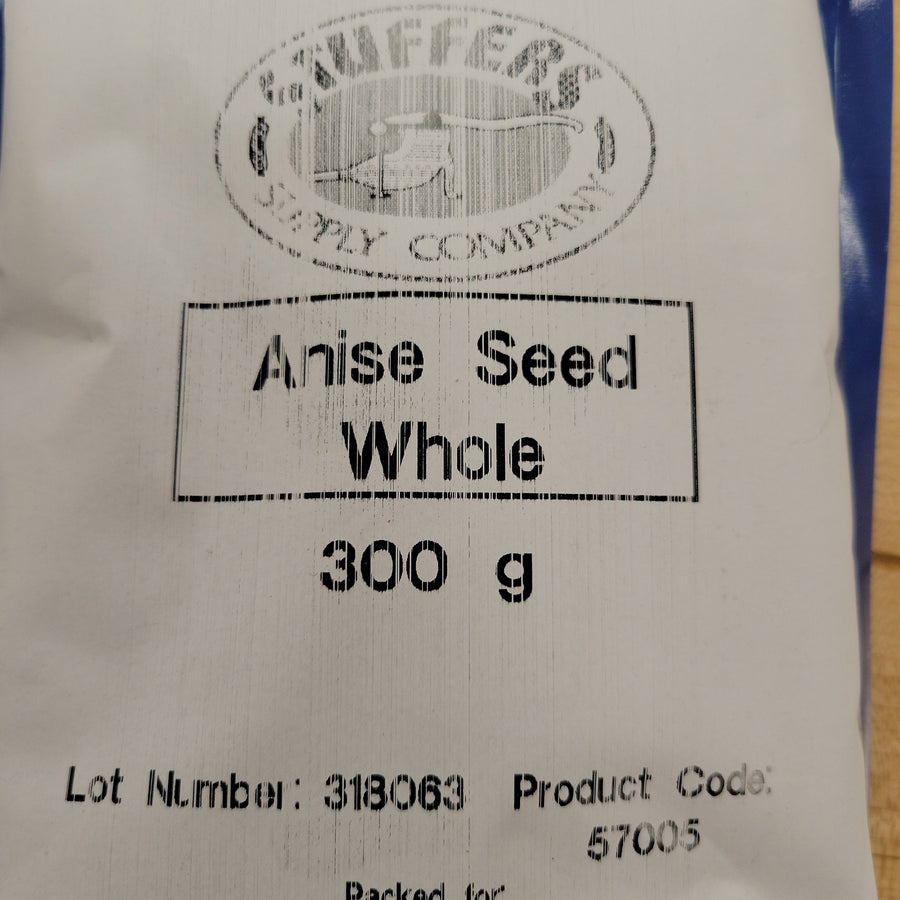 STUFFERS
SUPPLY COMPANY
Anise Seed
Whole
300 g
Lot Number: 318063 Product Code:
57005
Packed for: